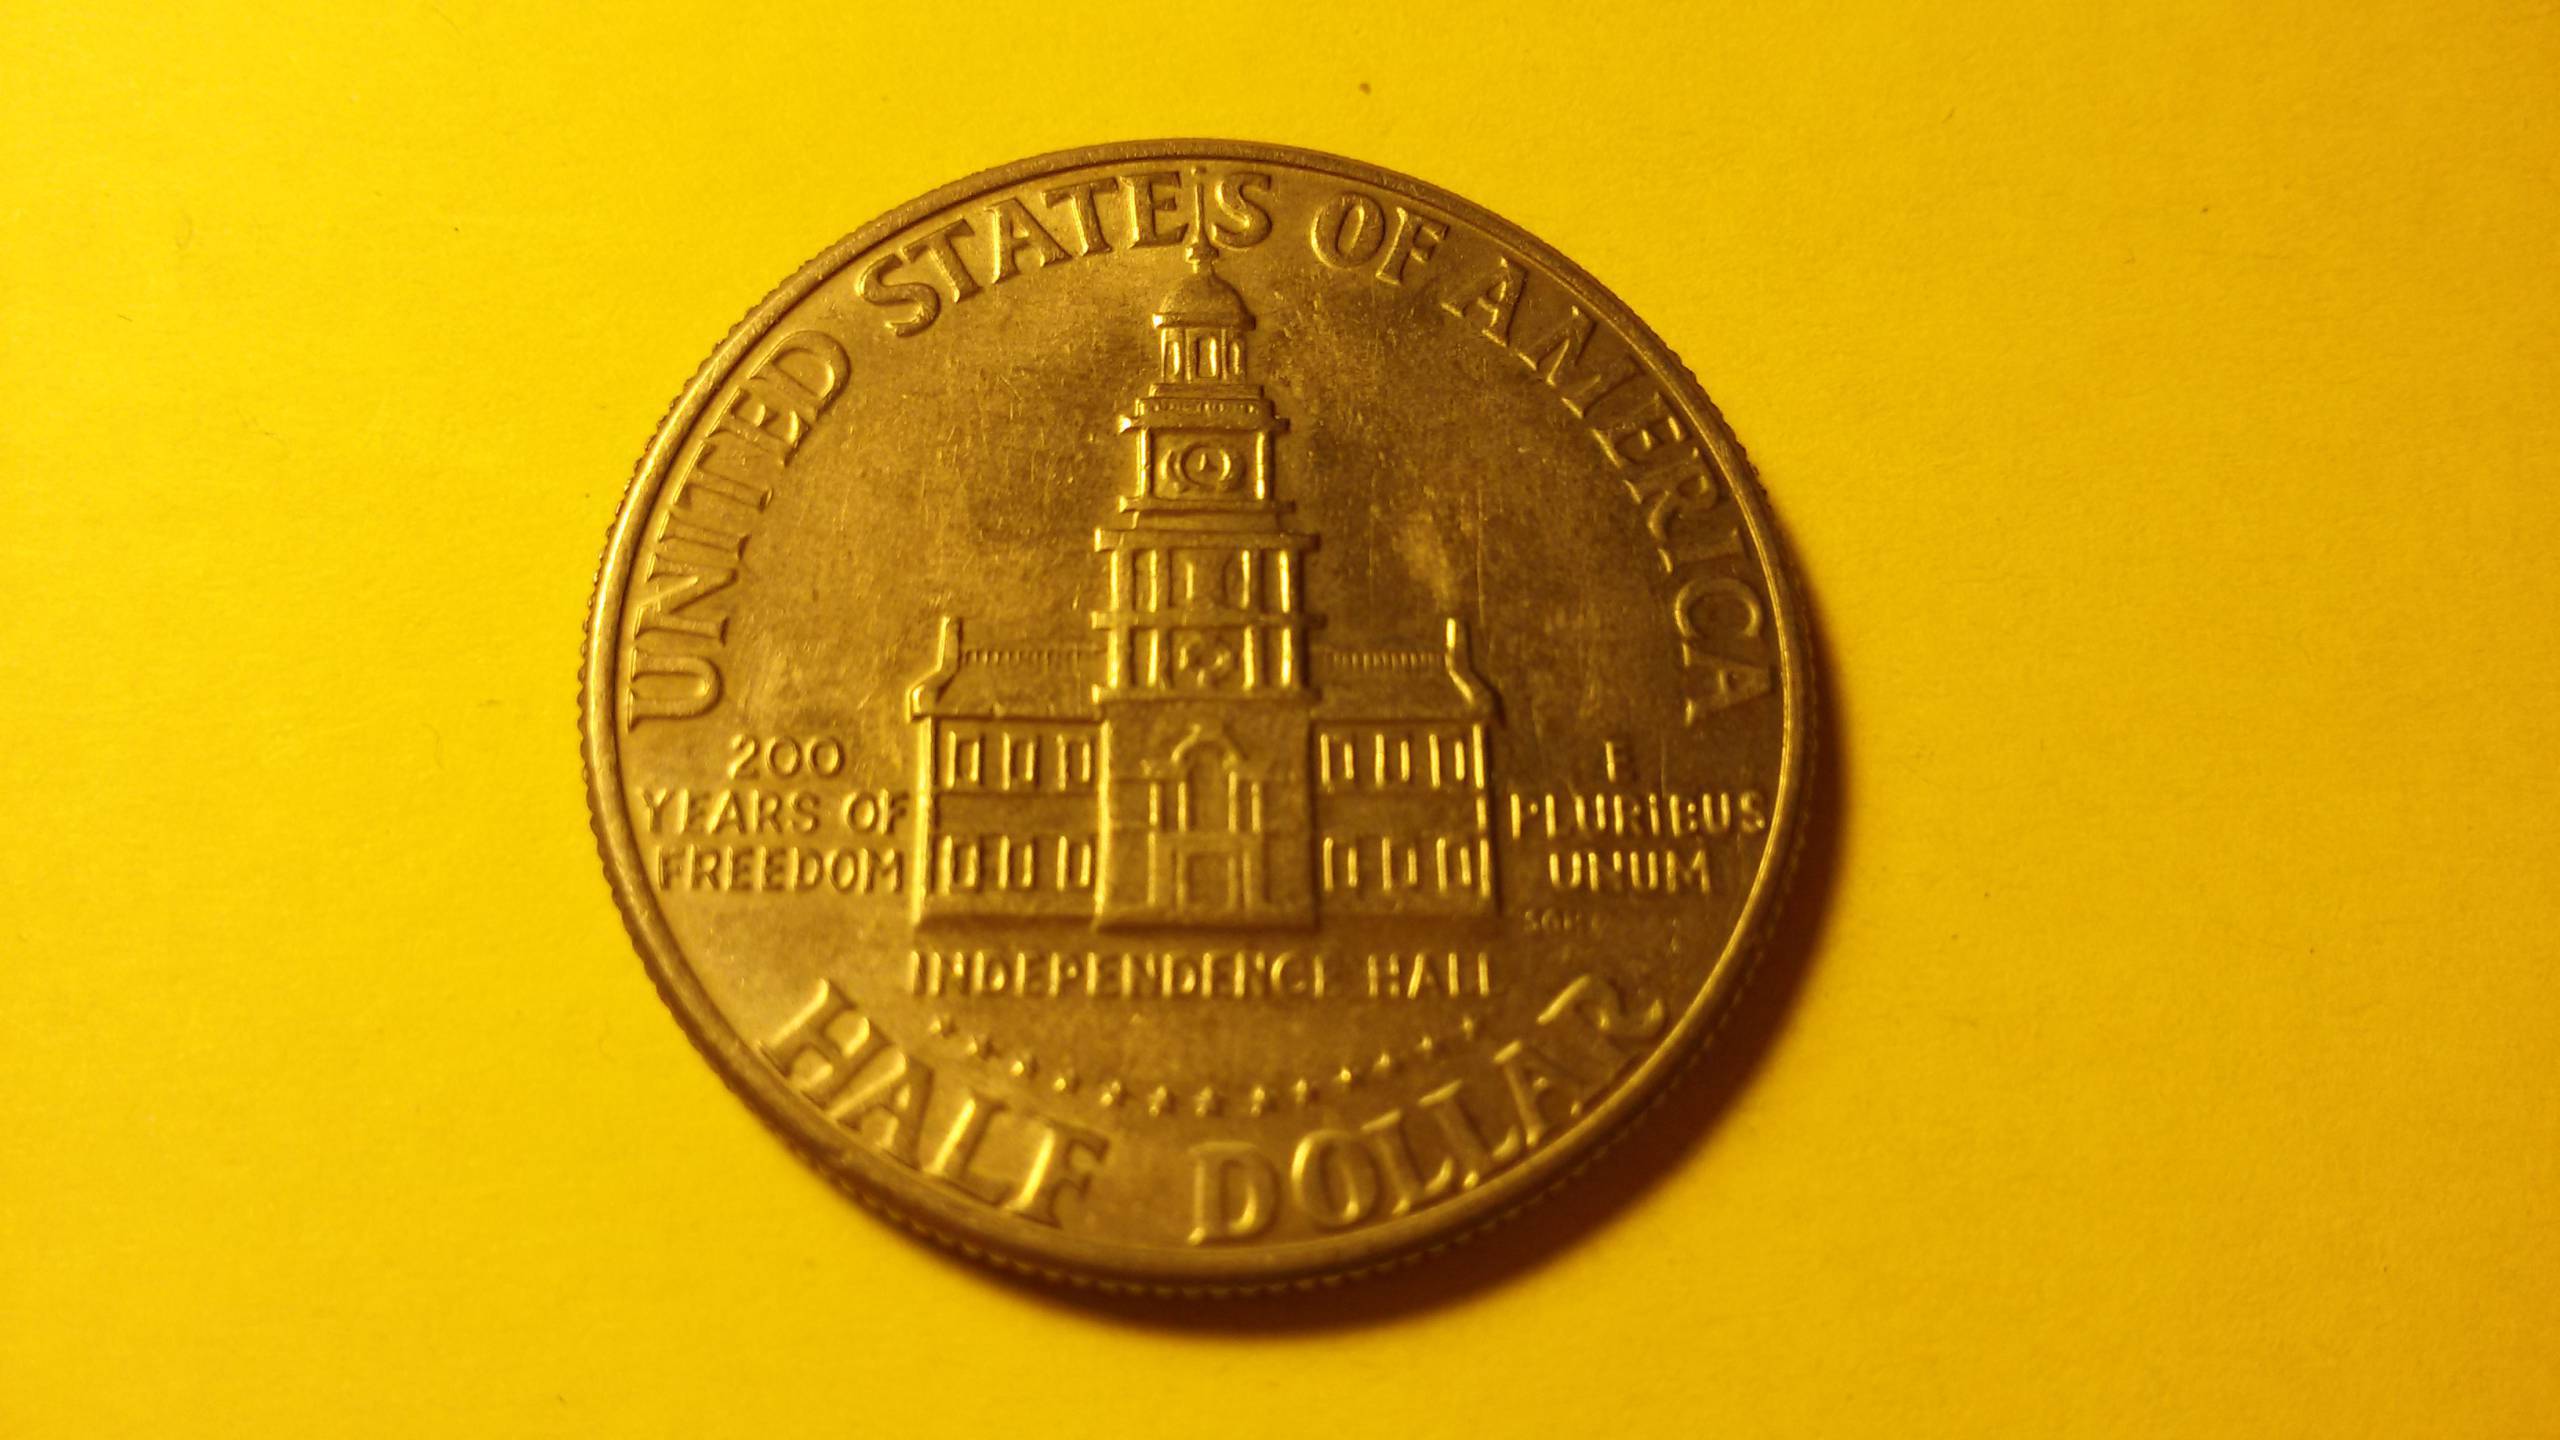 UNITED STATES OF AMERICA
200
YEARS OF
FREEDOM
E
PLURIBUS
UNUM
INDEPENDENCE HALL
HALF DOLLAR